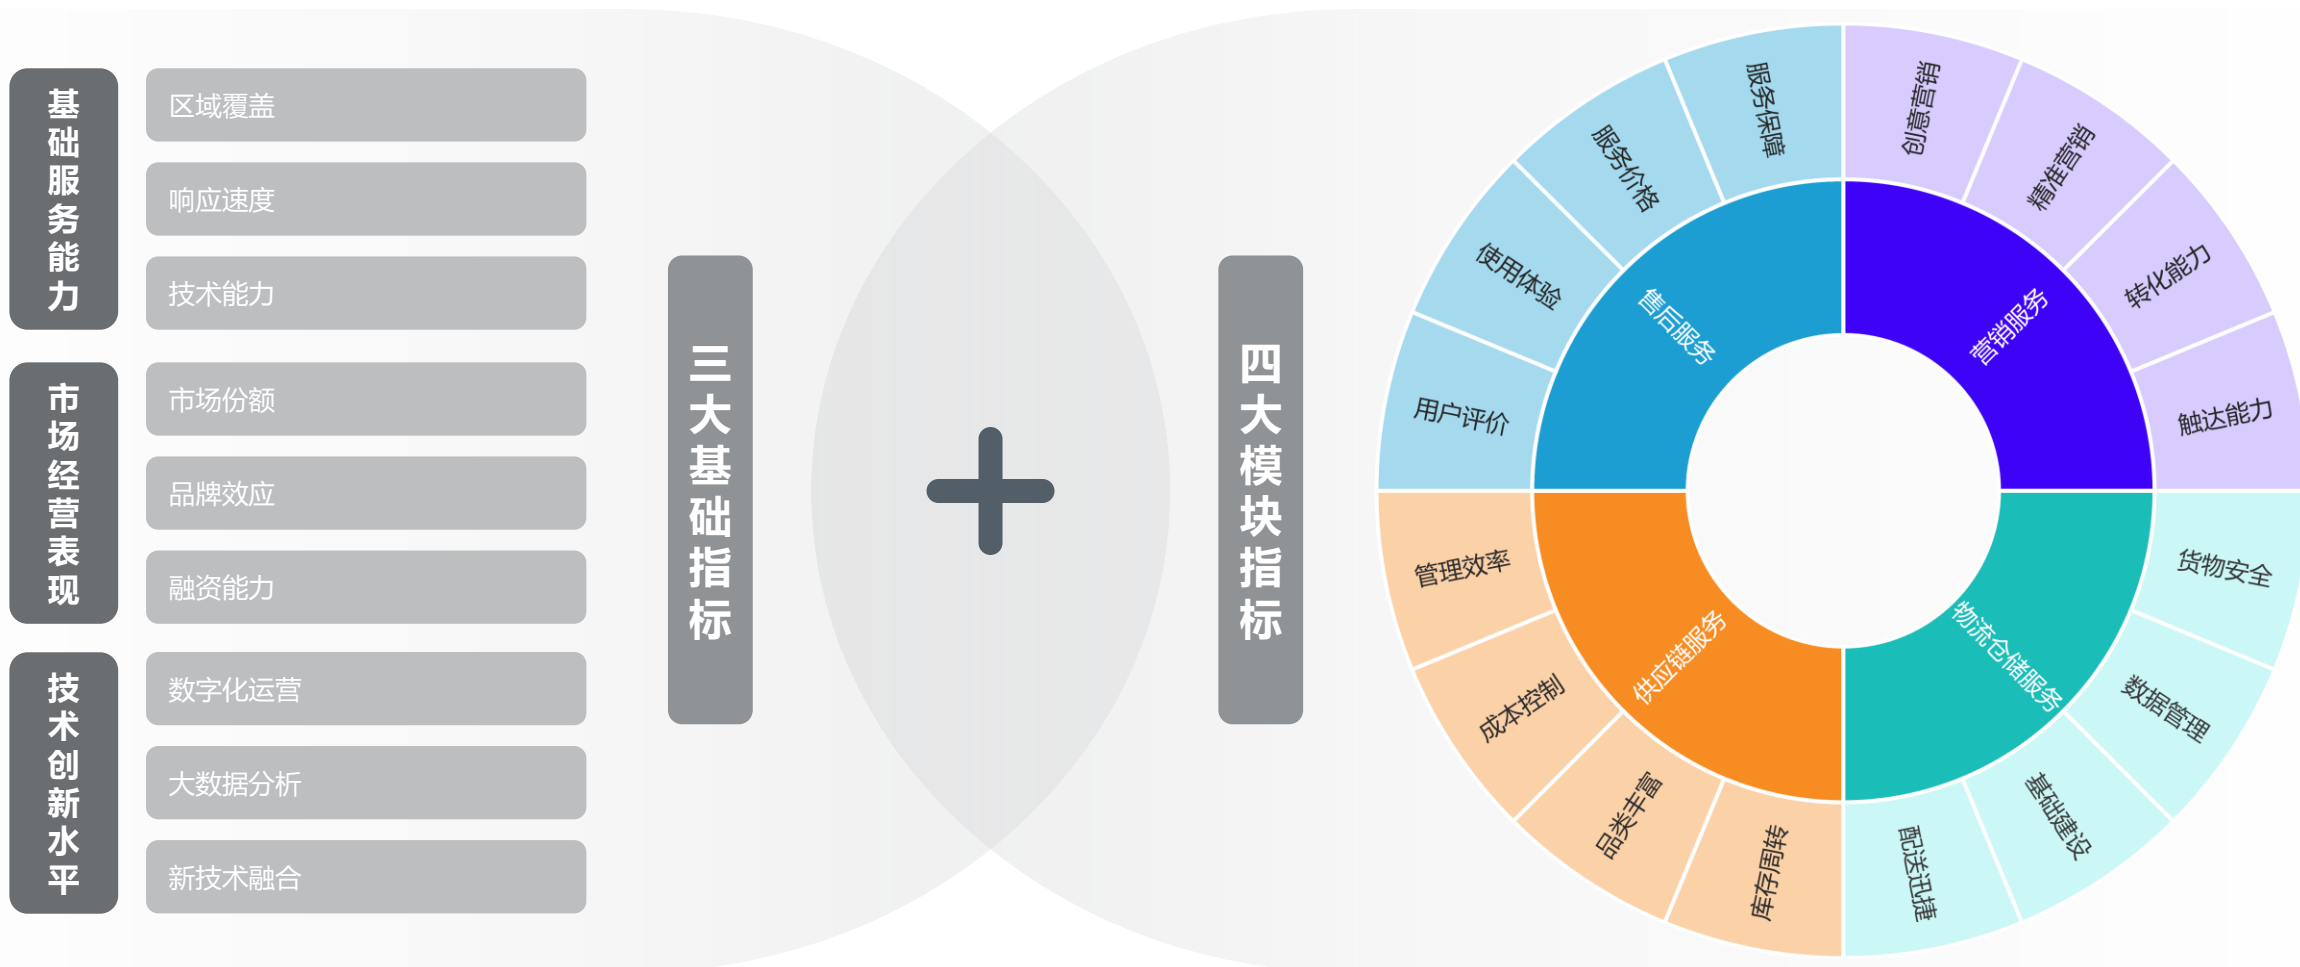 基础服务能力
区域覆盖
响应速度
技术能力
市场经营表现
市场份额
品牌效应
融资能力
技术创新水平
数字化运营
大数据分析
新技术融合
三大基础指标
四大模块指标
售后服务
服务保障
服务价格
使用体验
用户评价
营销服务
创意营销
精准营销
转化能力
触达能力
供应链服务
管理效率
成本控制
品类丰富
库存周转
物流仓储服务
货物安全
数据管理
基础建设
配送迅捷